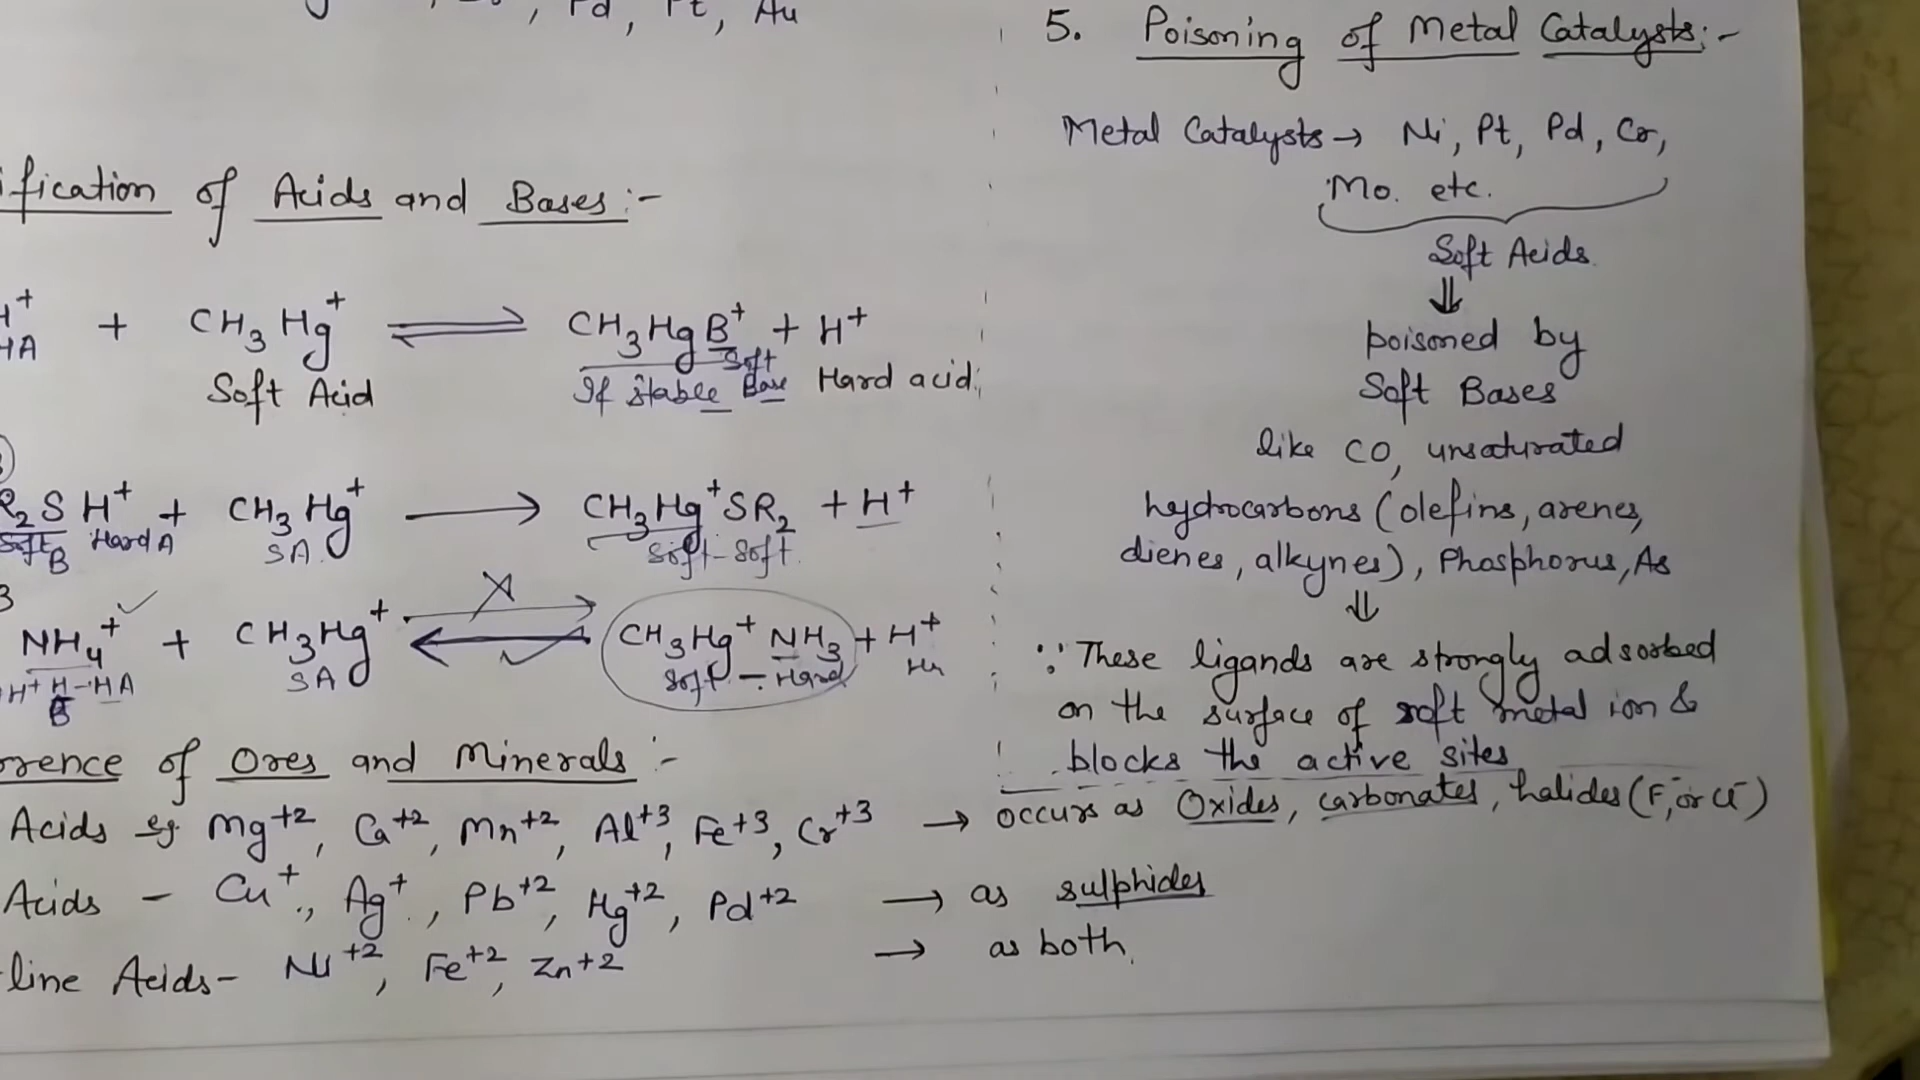 , Pd, Pt, Au
ification of Acids and Bases :-
H+ + CH3Hg+ ⇌ CH3HgB+ + H+
HA Soft Acid If stable Soft Base Hard acid
R2S H+ + CH3Hg+ → CH3Hg+SR2 + H+
Soft B Hard A SA Soft-Soft
NH4+ + CH3Hg+ CH3Hg+ NH3 + H+
H+ H-HA B SA Soft - Hard HA
rrence of Ores and Minerals :-
Acids eg Mg+2, Ca+2, Mn+2, Al+3, Fe+3, Cr+3 → occurs as Oxides, carbonates, halides (F-, or Cl-)
Acids - Cu+, Ag+, Pb+2, Hg+2, Pd+2 → as sulphides
-line Acids - Ni+2, Fe+2, Zn+2 → as both.
5. Poisoning of Metal Catalysts :-
Metal Catalysts → Ni, Pt, Pd, Co,
Mo. etc.
Soft Acids
⇓
poisoned by
Soft Bases
like CO, unsaturated
hydrocarbons (olefins, arenes,
dienes, alkynes), Phosphorus, As
⇓
∵ These ligands are strongly adsorbed
on the surface of soft metal ion &
blocks the active sites